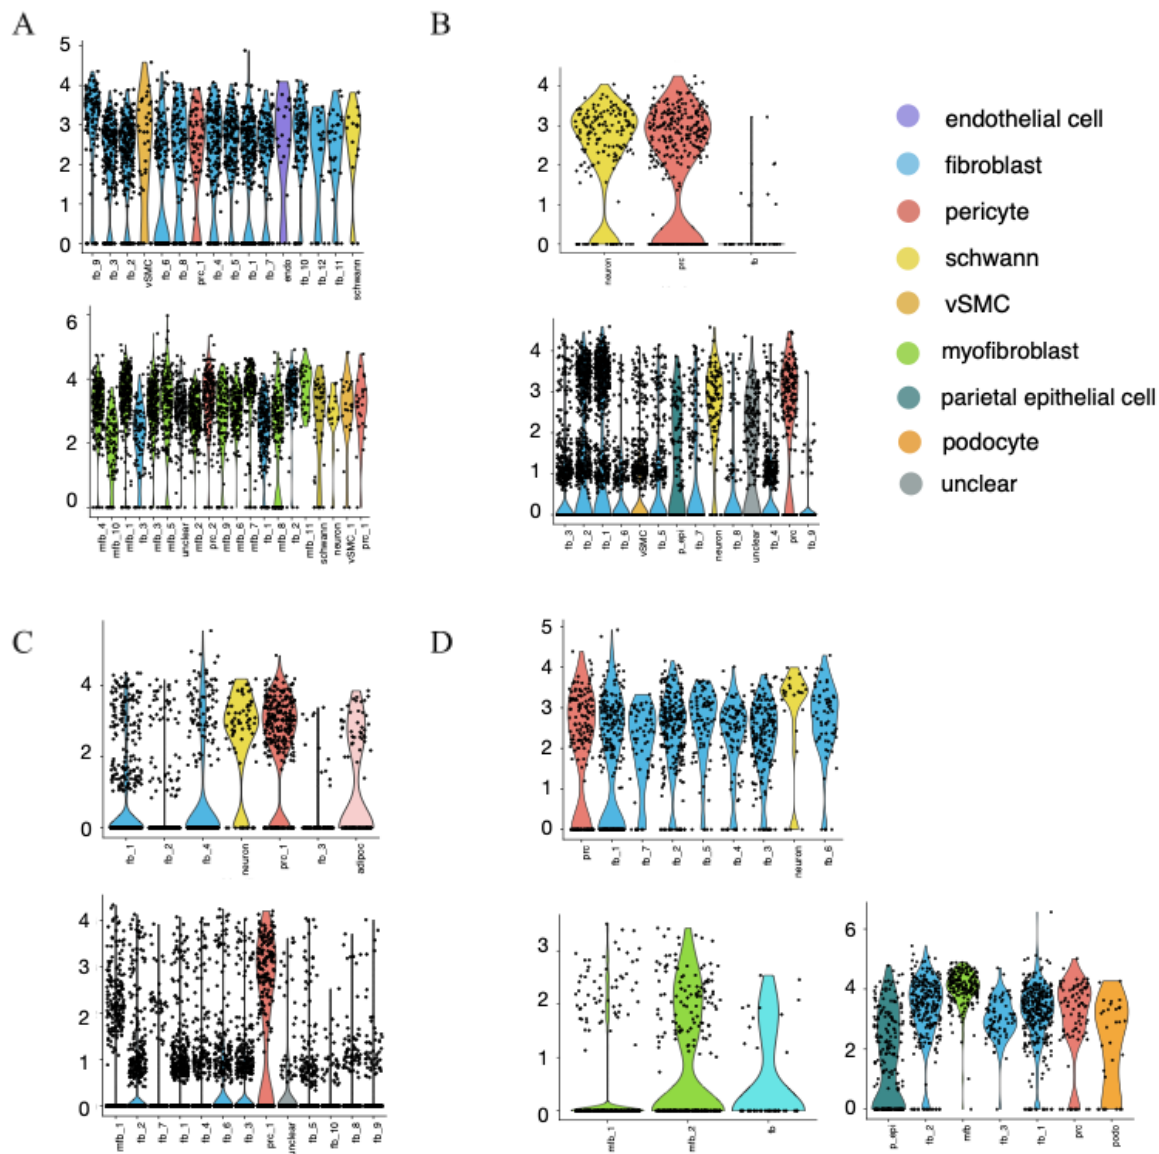 A
5
4
3
2
1
0
fb_9
fb_3
fb_2
vSMC
fb_6
fb_8
prc_1
fb_4
fb_5
fb_1
fb_7
endo
fb_10
fb_12
fb_11
schwann
6
4
2
0
mfb_4
mfb_10
mfb_1
fb_3
mfb_3
mfb_5
unclear
mfb_2
prc_2
mfb_9
mfb_6
mfb_7
fb_1
mfb_8
fb_2
mfb_11
schwann
neuron
vSMC_1
prc_1
B
4
3
2
1
0
neuron
prc
fb
4
3
2
1
0
fb_3
fb_2
fb_1
fb_6
vSMC
fb_5
p_epi
fb_7
neuron
fb_8
unclear
fb_4
prc
fb_9
endothelial cell
fibroblast
pericyte
schwann
vSMC
myofibroblast
parietal epithelial cell
podocyte
unclear
C
4
2
0
fb_1
fb_2
fb_4
neuron
prc_1
fb_3
adipoc
4
3
2
1
0
mfb_1
fb_2
fb_7
fb_1
fb_4
fb_6
fb_3
prc_1
unclear
fb_5
fb_10
fb_8
fb_9
D
5
4
3
2
1
0
prc
fb_1
fb_7
fb_2
fb_5
fb_4
fb_3
neuron
fb_6
3
2
1
0
mfb_1
mfb_2
fb
6
4
2
0
p_epi
fb_2
mfb
fb_3
fb_1
prc
podo